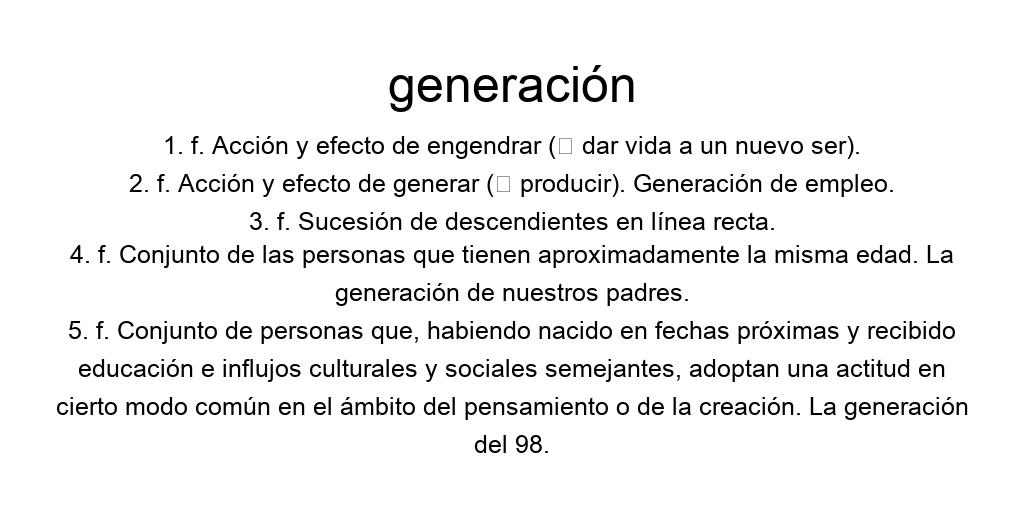 generación
1. f. Acción y efecto de engendrar (□ dar vida a un nuevo ser).
2. f. Acción y efecto de generar (□ producir). Generación de empleo.
3. f. Sucesión de descendientes en línea recta.
4. f. Conjunto de las personas que tienen aproximadamente la misma edad. La
generación de nuestros padres.
5. f. Conjunto de personas que, habiendo nacido en fechas próximas y recibido
educación e influjos culturales y sociales semejantes, adoptan una actitud en
cierto modo común en el ámbito del pensamiento o de la creación. La generación
del 98.